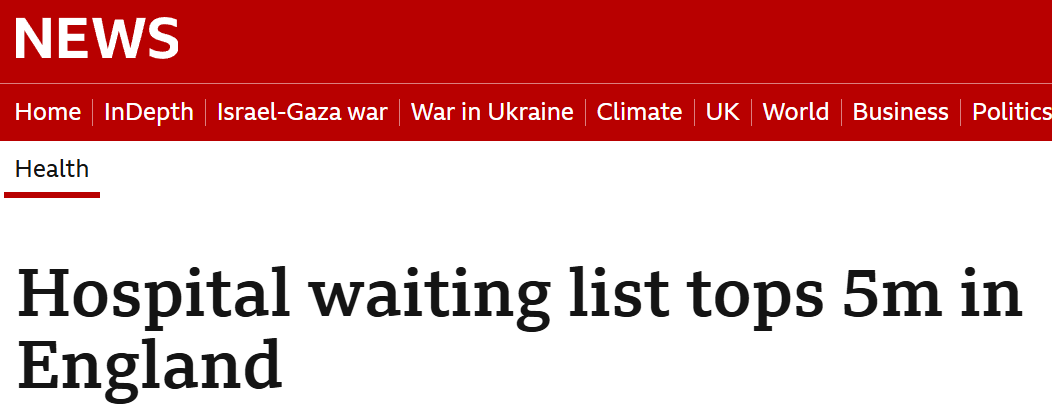 NEWS
Home InDepth Israel-Gaza war War in Ukraine Climate UK World Business Politics
Health
Hospital waiting list tops 5m in
England